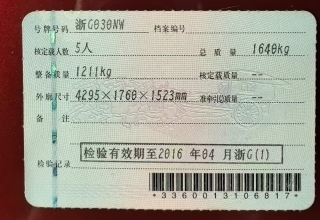 号牌号码 浙G030NW 档案编号
核定载人数 5人 总质量 1640kg
整备质量 1211kg 核定载质量 --
外廓尺寸 4295×1760×1523mm 准牵引总质量 --
备注
检验记录 检验有效期至2016年04月浙G(1)
*3360013106817*